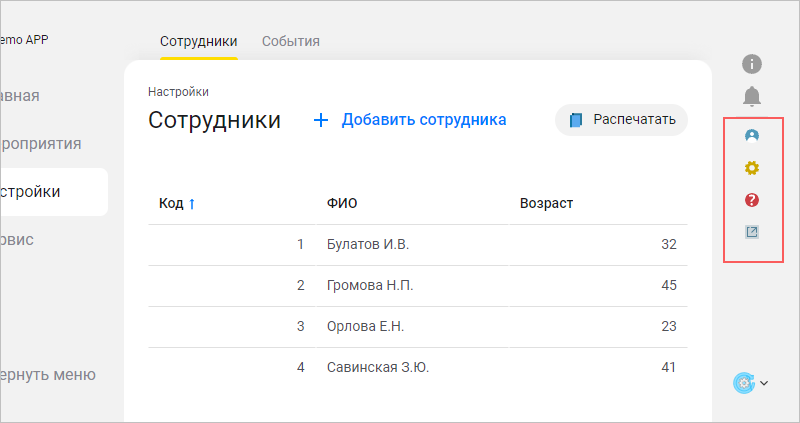 emo APP
Сотрудники События
авная
роприятия
стройки
рвис
ернуть меню
Настройки
Сотрудники + Добавить сотрудника Распечатать
Код ↑ ФИО Возраст
1 Булатов И.В. 32
2 Громова Н.П. 45
3 Орлова Е.Н. 23
4 Савинская З.Ю. 41